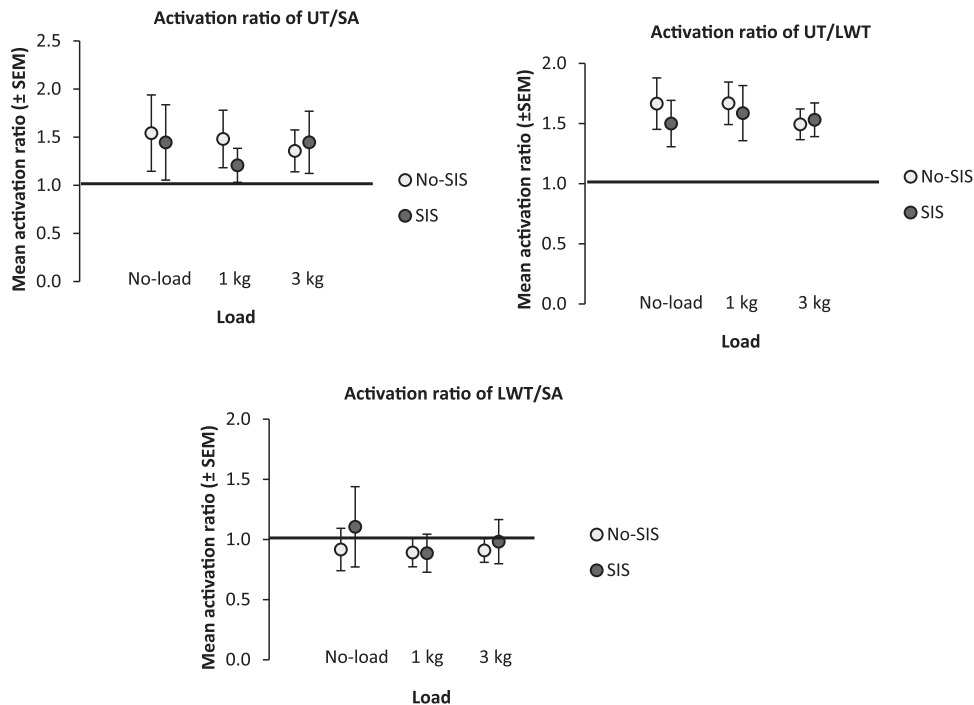 Activation ratio of UT/SA
Mean activation ratio (± SEM)
2.5
2.0
1.5
1.0
0.5
0.0
No-load 1 kg 3 kg
Load
No-SIS
SIS
Activation ratio of UT/LWT
Mean activation ratio (±SEM)
2.0
1.5
1.0
0.5
0.0
No-load 1 kg 3 kg
Load
No-SIS
SIS
Activation ratio of LWT/SA
Mean activation ratio (± SEM)
2.0
1.5
1.0
0.5
0.0
No-load 1 kg 3 kg
Load
No-SIS
SIS